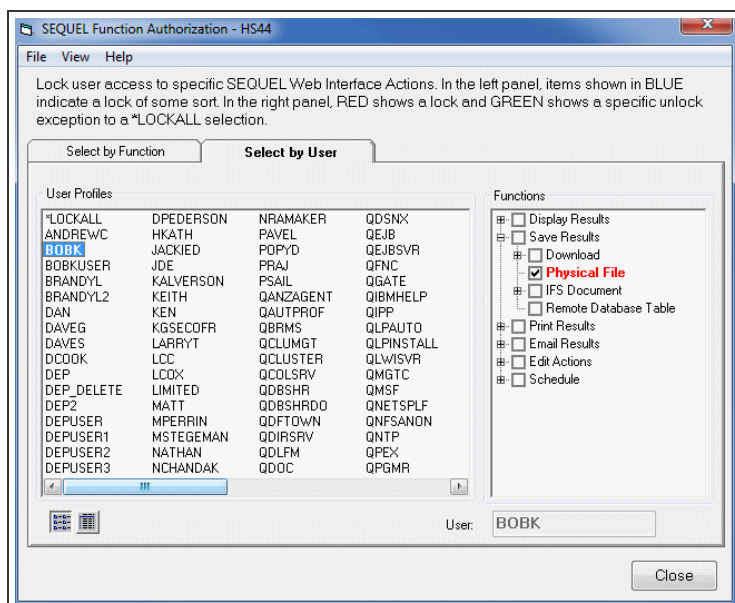 SEQUEL Function Authorization - HS44
File View Help
Lock user access to specific SEQUEL Web Interface Actions. In the left panel, items shown in BLUE
indicate a lock of some sort. In the right panel, RED shows a lock and GREEN shows a specific unlock
exception to a *LOCKALL selection.
Select by Function Select by User
User Profiles Functions
*LOCKALL DPEDERSON NRAMAKER QDSNX
ANDREWC HKATH PAVEL QEJB
BOBK JACKIED POPYD QEJBSVR
BOBKUSER JDE PRAJ QFNC
BRANDYL KALVERSON PSAIL QGATE
BRANDYL2 KEITH QANZAGENT QIBMHELP
DAN KEN QAUTPROF QIPP
DAVEG KGSECOFR QBRMS QLPAUTO
DAVES LARRYT QCLUMGT QLPINSTALL
DCOOK LCC QCLUSTER QLWISVR
DEP LCOX QCOLSRV QMGTC
DEP_DELETE LIMITED QDBSHR QMSF
DEP2 MATT QDBSHRDO QNETSPLF
DEPUSER MPERRIN QDFTOWN QNFSANON
DEPUSER1 MSTEGEMAN QDIRSRV QNTP
DEPUSER2 NATHAN QDLFM QPEX
DEPUSER3 NCHANDAK QDOC QPGMR
Display Results
Save Results
Download
Physical File
IFS Document
Remote Database Table
Print Results
Email Results
Edit Actions
Schedule
User: BOBK
Close